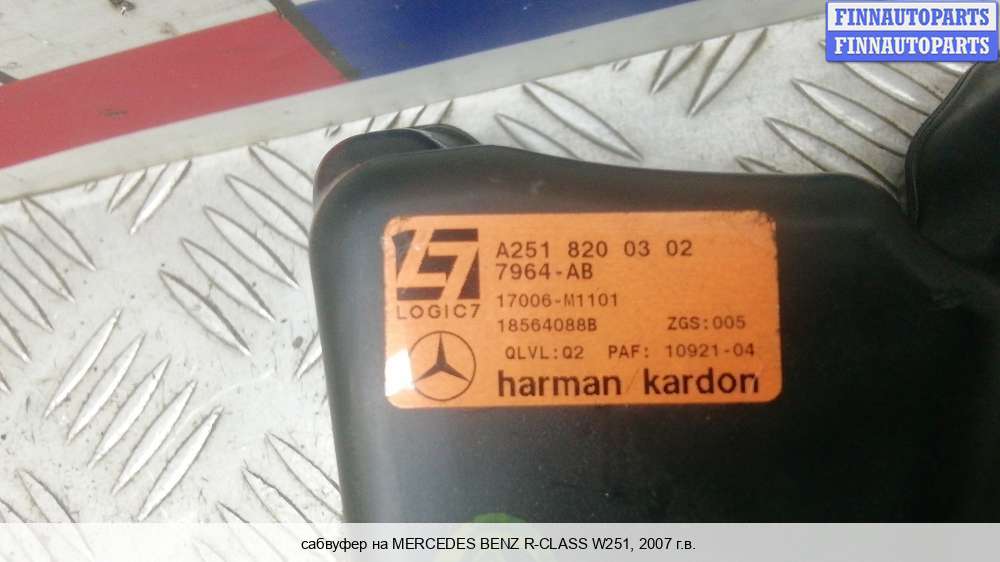 FINNAUTOPARTS
FINNAUTOPARTS
A251 820 03 02
7964-AB
17006-M1101
LOGIC7
18564088B ZGS:005
QLVL:Q2 PAF: 10921-04
harman/kardon
сабвуфер на MERCEDES BENZ R-CLASS W251, 2007 г.в.